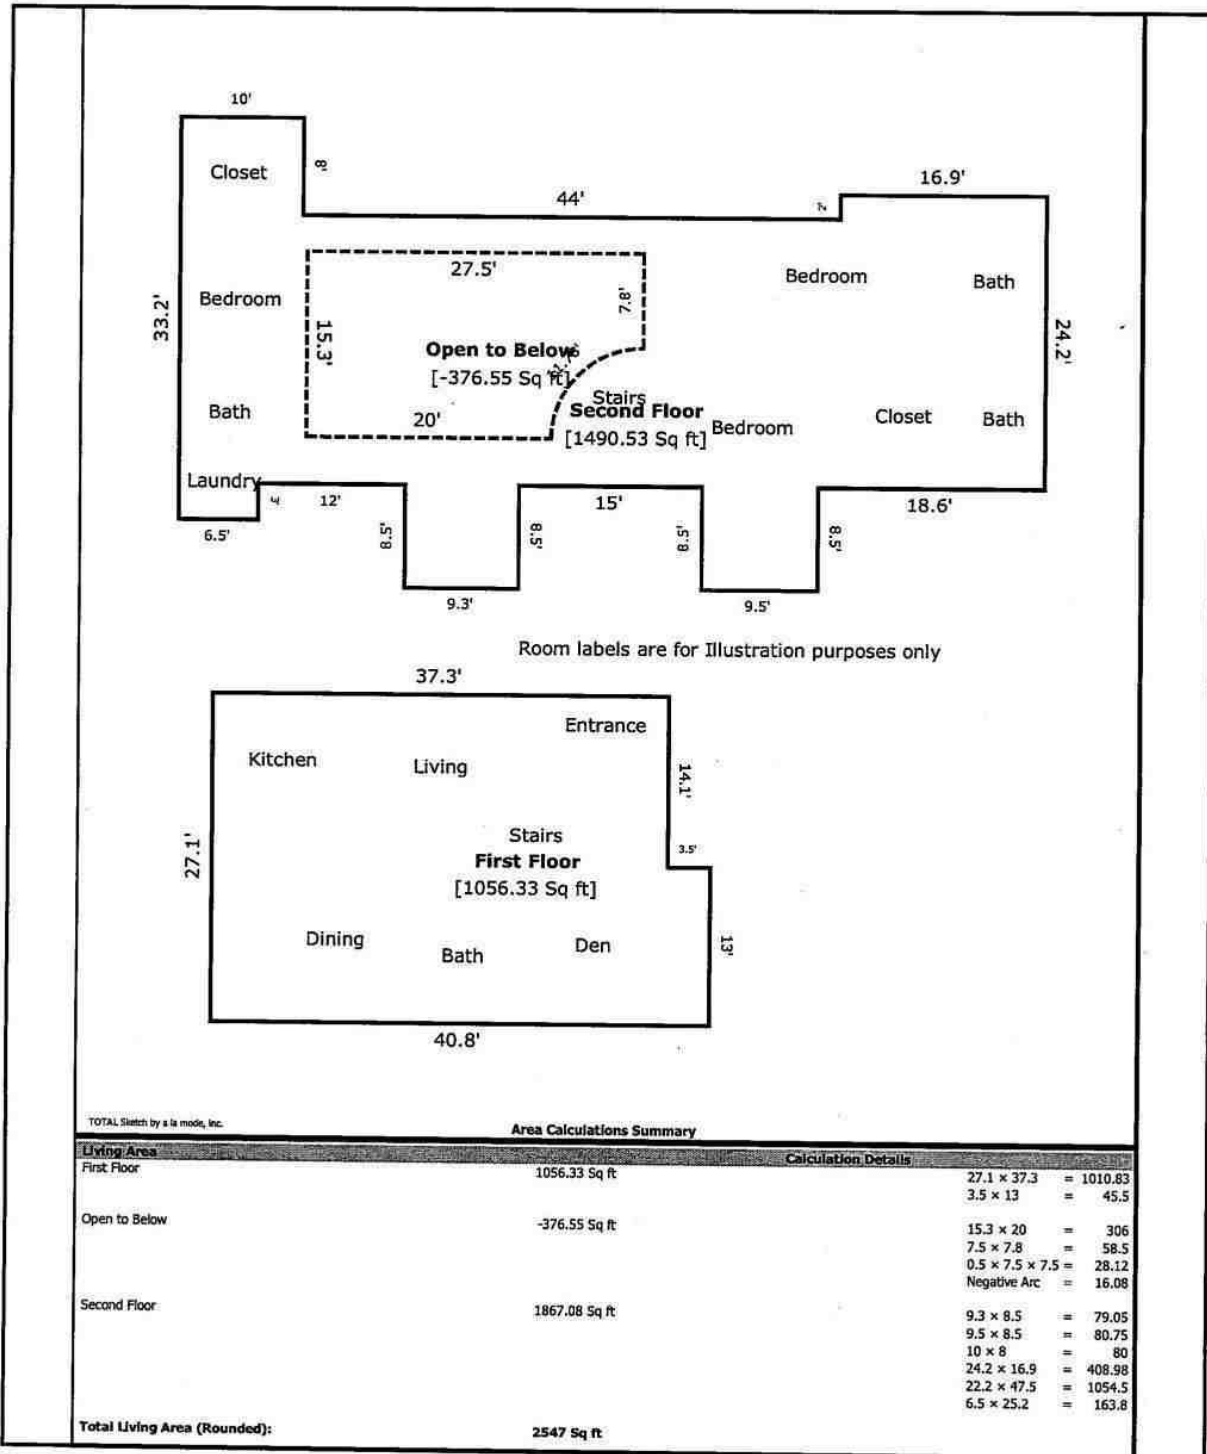 10'
Closet
8'
44'
2'
16.9'
27.5'
Bedroom
Bath
33.2'
Bedroom
15.3'
7.8'
24.2'
Open to Below
[-376.55 Sq ft]
Stairs
Second Floor
[1490.53 Sq ft]
Bath
20'
Bedroom
Closet
Bath
Laundry
12'
15'
18.6'
6.5'
8.5'
8.5'
8.5'
8.5'
9.3'
9.5'
Room labels are for Illustration purposes only
37.3'
Entrance
Kitchen
Living
14.1'
27.1'
Stairs
3.5'
First Floor
[1056.33 Sq ft]
Dining
Bath
Den
13'
40.8'
TOTAL Sketch by a la mode, inc.
Area Calculations Summary
Living Area
Calculation Details
First Floor 1056.33 Sq ft 27.1 × 37.3 = 1010.83
3.5 × 13 = 45.5
Open to Below -376.55 Sq ft 15.3 × 20 = 306
7.5 × 7.8 = 58.5
0.5 × 7.5 × 7.5 = 28.12
Negative Arc = 16.08
Second Floor 1867.08 Sq ft 9.3 × 8.5 = 79.05
9.5 × 8.5 = 80.75
10 × 8 = 80
24.2 × 16.9 = 408.98
22.2 × 47.5 = 1054.5
6.5 × 25.2 = 163.8
Total Living Area (Rounded): 2547 Sq ft